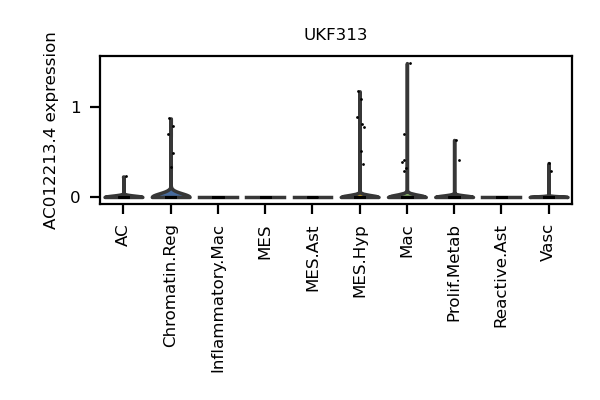 UKF313
AC012213.4 expression
1
0
AC
Chromatin.Reg
Inflammatory.Mac
MES
MES.Ast
MES.Hyp
Mac
Prolif.Metab
Reactive.Ast
Vasc